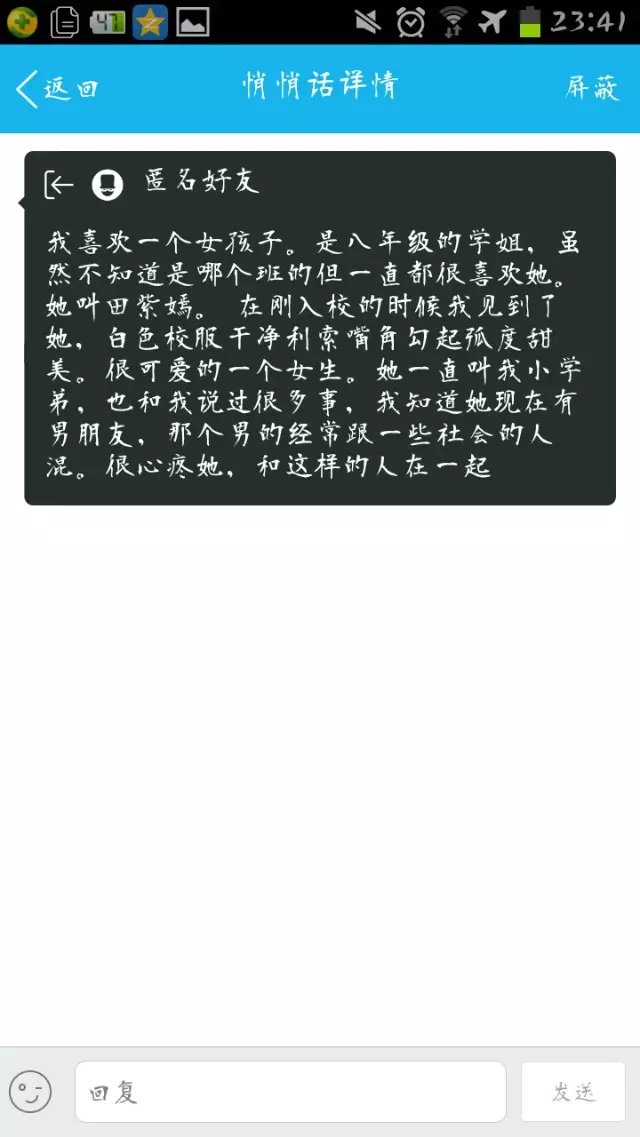 47
23:41
返回
悄悄话详情
屏蔽
匿名好友
我喜欢一个女孩子。是八年级的学姐，虽
然不知道是哪个班的但一直都很喜欢她。
她叫田紫嫣。 在刚入校的时候我见到了
她，白色校服干净利索嘴角勾起弧度甜
美。很可爱的一个女生。她一直叫我小学
弟，也和我说过很多事，我知道她现在有
男朋友，那个男的经常跟一些社会的人
混。很心疼她，和这样的人在一起
回复
发送